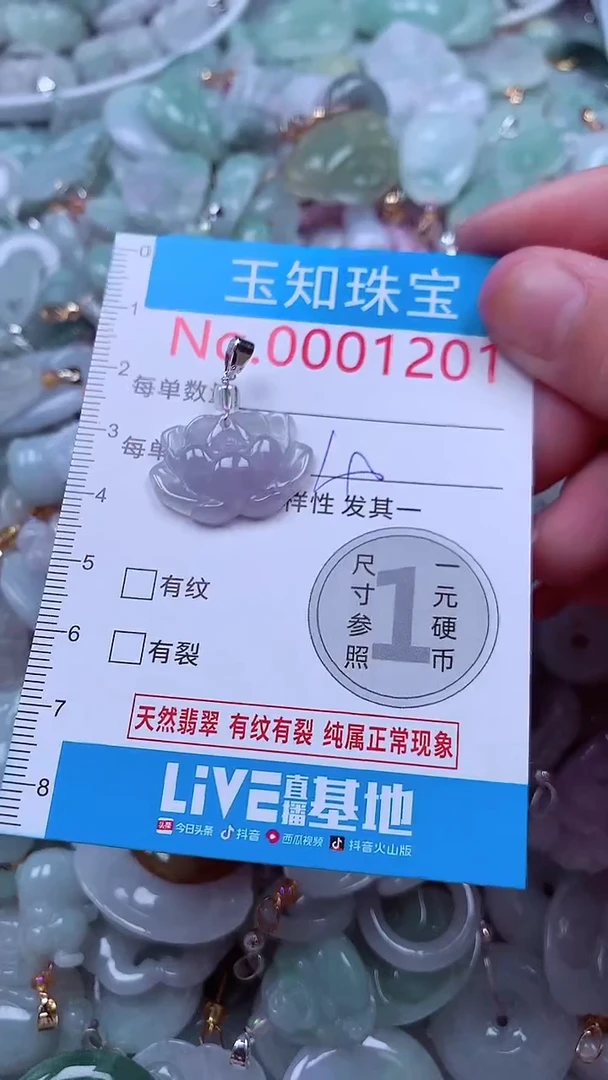 玉知珠宝
No.0001201
0
1
2
3
4
5
6
7
8
每单数
每单
样性 发其一
有纹
有裂
尺寸参照
1
一元硬币
天然翡翠 有纹有裂 纯属正常现象
LiVE直播基地
头条 今日头条 抖音 西瓜视频 抖音火山版